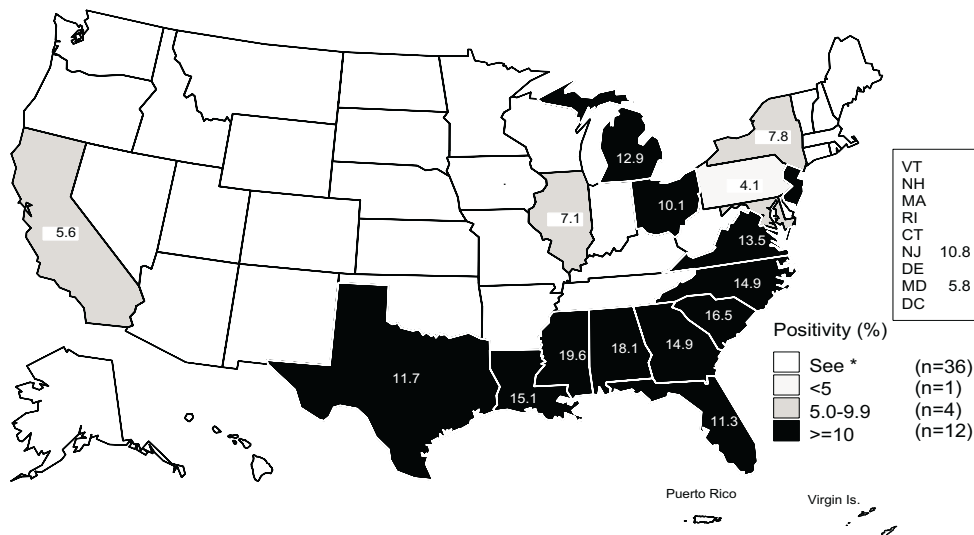 7.8
12.9
4.1
10.1
7.1
5.6
13.5
14.9
16.5
14.9
18.1
19.6
11.7
15.1
11.3
VT
NH
MA
RI
CT
NJ 10.8
DE
MD 5.8
DC
Positivity (%)
See * (n=36)
<5 (n=1)
5.0-9.9 (n=4)
>=10 (n=12)
Puerto Rico
Virgin Is.